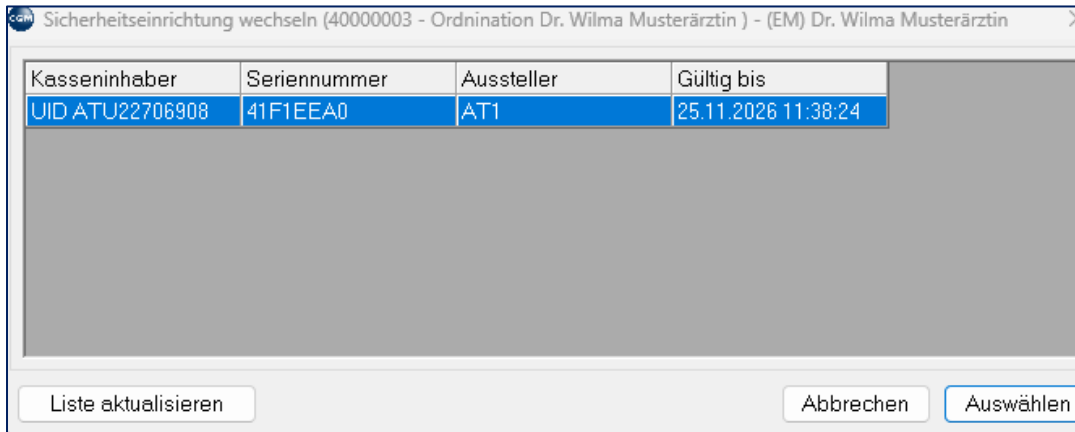 CGM Sicherheitseinrichtung wechseln (40000003 - Ordnination Dr. Wilma Musterärztin ) - (EM) Dr. Wilma Musterärztin
Kasseninhaber Seriennummer Aussteller Gültig bis
UID ATU22706908 41F1EEA0 AT1 25.11.2026 11:38:24
Liste aktualisieren Abbrechen Auswählen